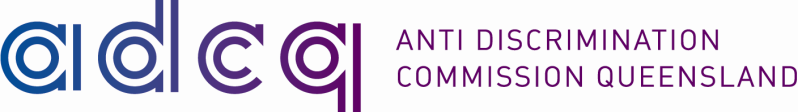 adcq
ANTI DISCRIMINATION
COMMISSION QUEENSLAND